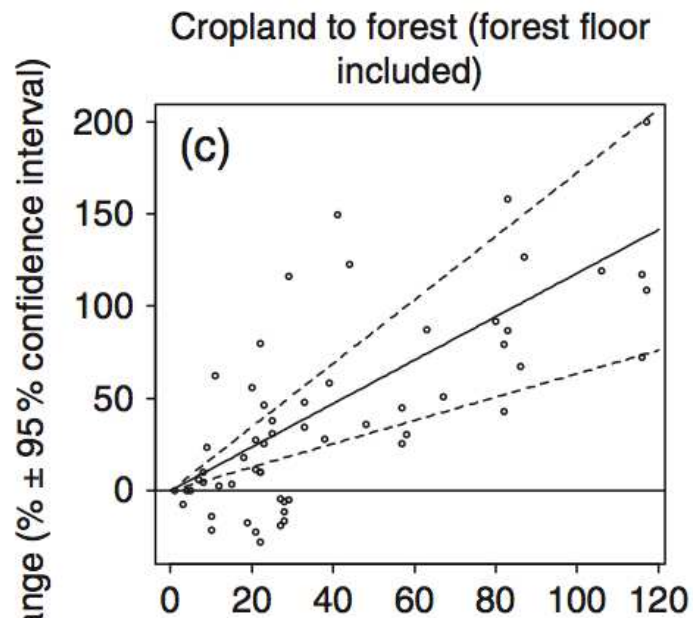 Cropland to forest (forest floor
included)
ange (% ± 95 % confidence interval)
(c)
200
150
100
50
0
0 20 40 60 80 100 120